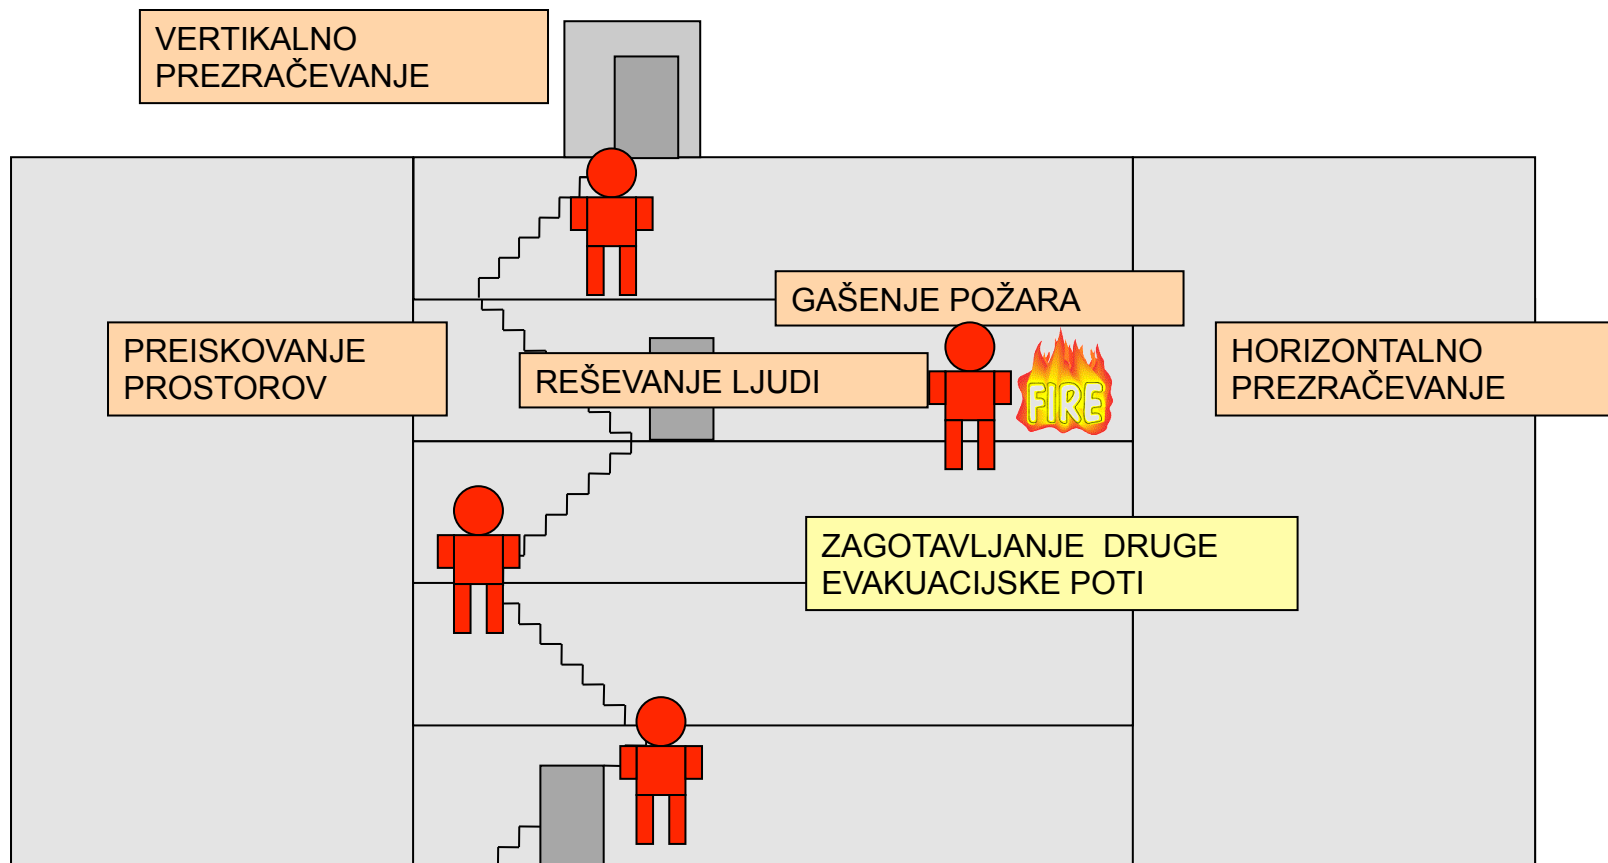 VERTIKALNO
PREZRAČEVANJE
GAŠENJE POŽARA
PREISKOVANJE
PROSTOROV
REŠEVANJE LJUDI
FIRE
HORIZONTALNO
PREZRAČEVANJE
ZAGOTAVLJANJE  DRUGE
EVAKUACIJSKE POTI